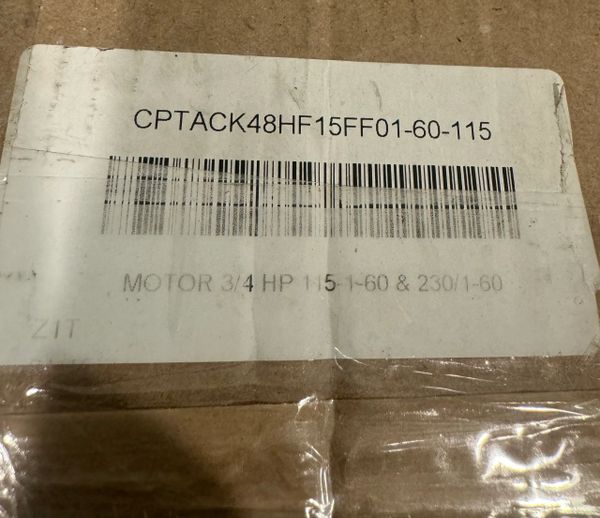 CPTACK48HF15FF01-60-115
MOTOR 3/4 HP 115-1-60 & 230/1-60
ZIT